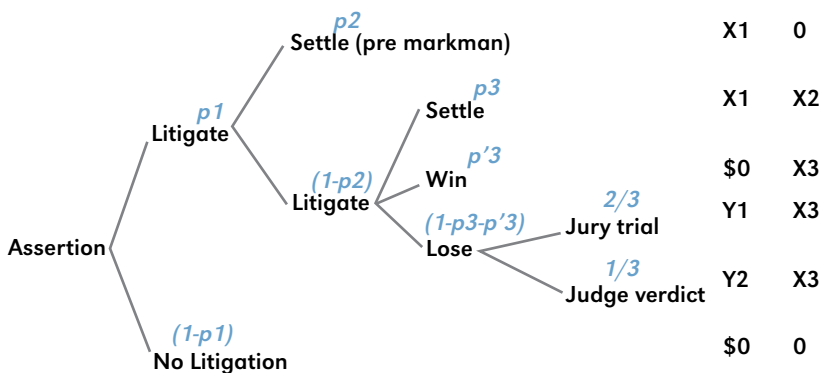 p2
Settle (pre markman) X1 0
p3
Settle X1 X2
p1
Litigate
p'3
Win $0 X3
(1-p2)
Litigate
2/3
Jury trial Y1 X3
(1-p3-p'3)
Lose
Assertion
1/3
Judge verdict Y2 X3
(1-p1)
No Litigation $0 0